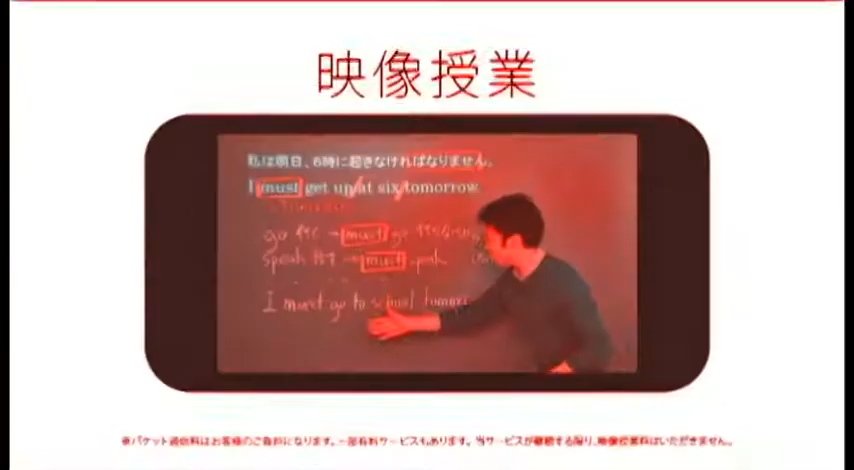 映像授業
私は明日、6時に起きなければなりません。
I must get up at six tomorrow.
go → must go
speak → must speak
I must go to school
※パケット通信料はお客様のご負担になります。一部有料サービスもあります。当サービスが継続する限り、映像授業料はいただきません。